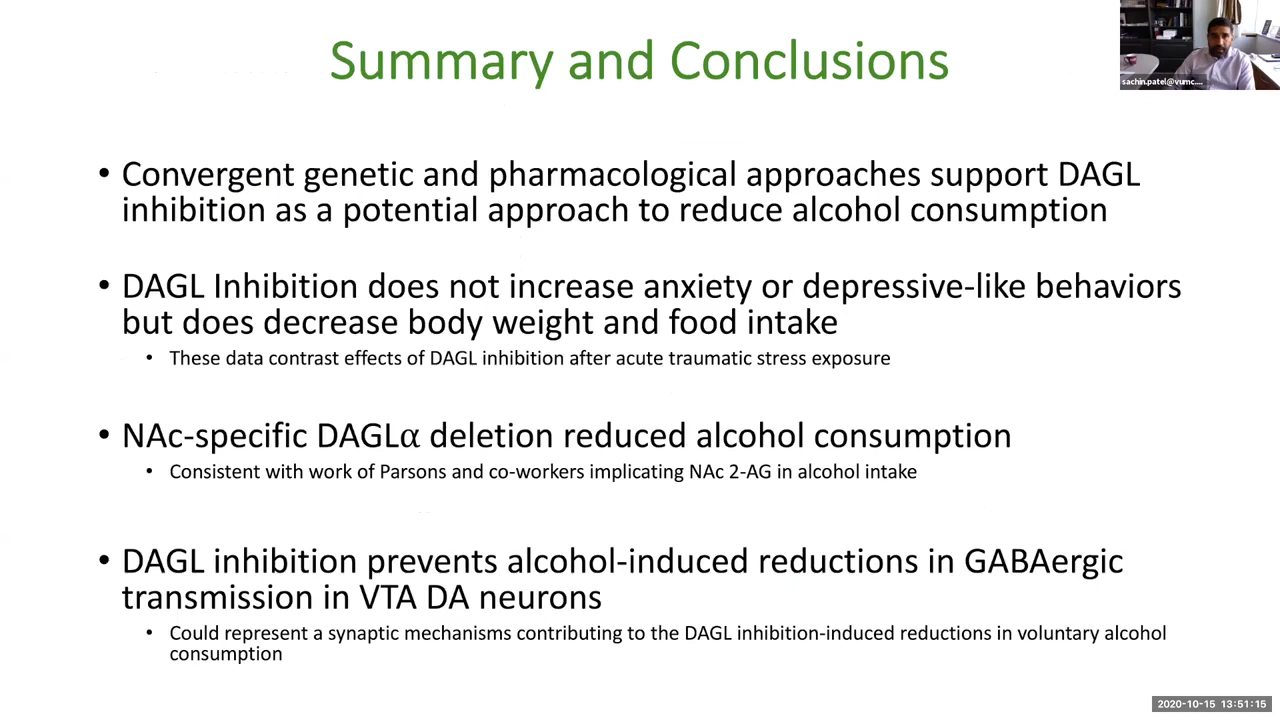 Summary and Conclusions
sachin.patel@vumc....
• Convergent genetic and pharmacological approaches support DAGL
inhibition as a potential approach to reduce alcohol consumption
• DAGL Inhibition does not increase anxiety or depressive-like behaviors
but does decrease body weight and food intake
• These data contrast effects of DAGL inhibition after acute traumatic stress exposure
• NAc-specific DAGLα deletion reduced alcohol consumption
• Consistent with work of Parsons and co-workers implicating NAc 2-AG in alcohol intake
• DAGL inhibition prevents alcohol-induced reductions in GABAergic
transmission in VTA DA neurons
• Could represent a synaptic mechanisms contributing to the DAGL inhibition-induced reductions in voluntary alcohol
consumption
2020-10-15 13:51:15